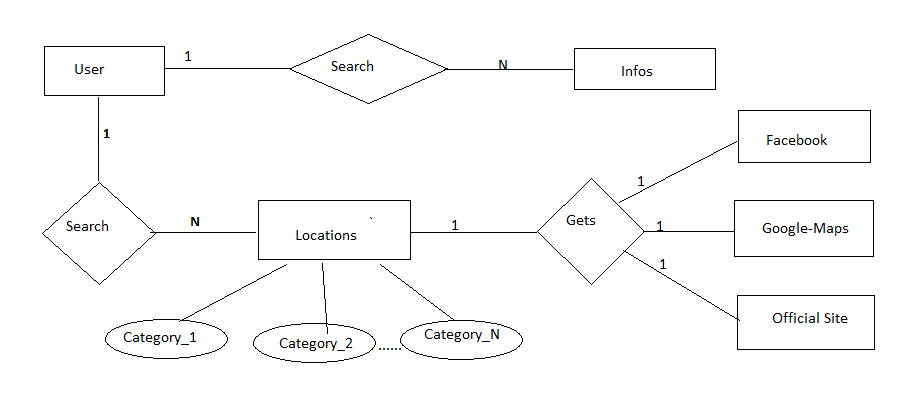 User
1
Search
N
Infos
1
Search
N
Locations
`
1
Gets
1
Facebook
1
Google-Maps
1
Official Site
Category_1
Category_2
......
Category_N